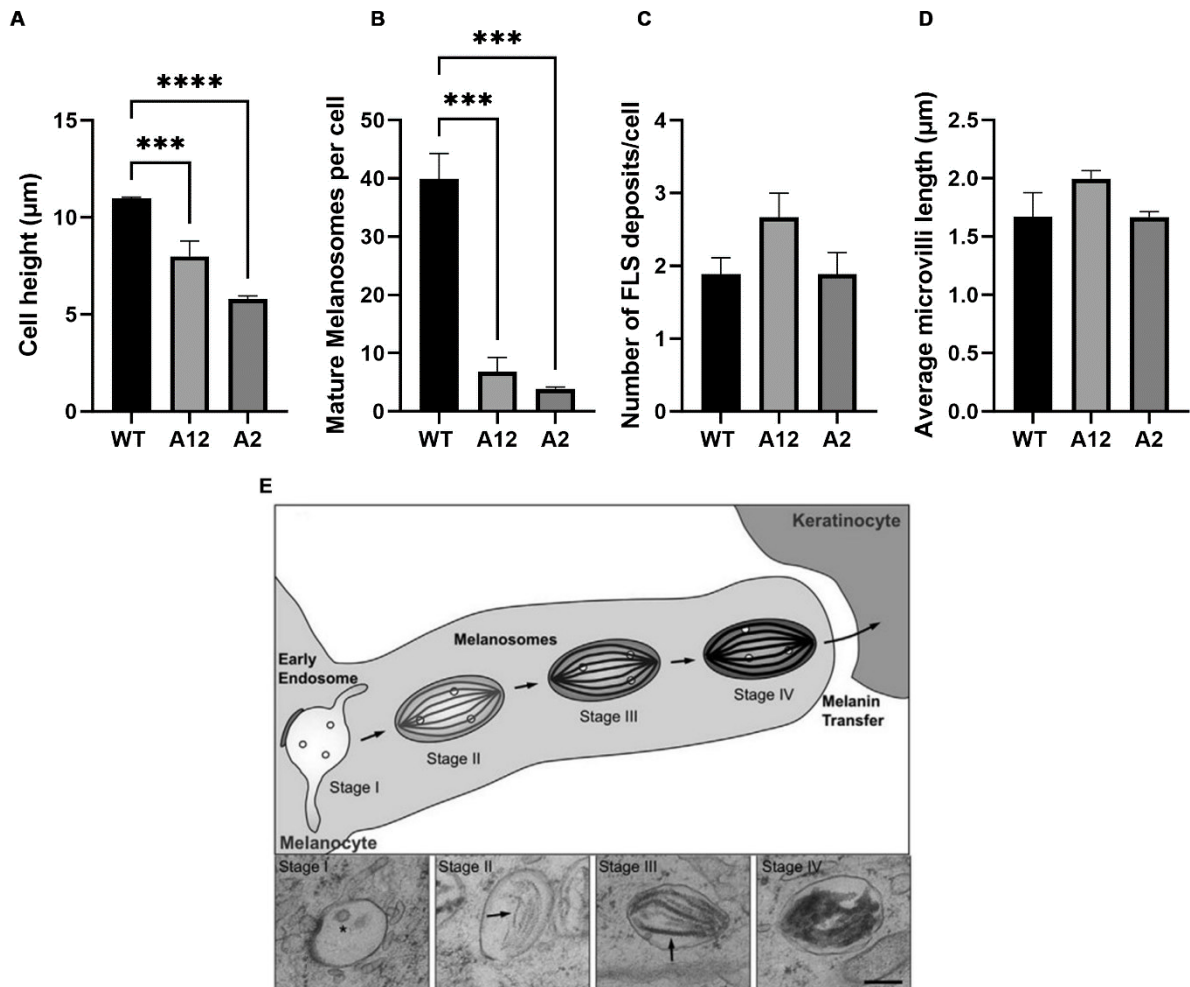 A
Cell height (μm)
15
10
5
0
****
***
WT A12 A2
B
Mature Melanosomes per cell
50
40
30
20
10
0
***
***
WT A12 A2
C
Number of FLS deposits/cell
4
3
2
1
0
WT A12 A2
D
Average microvilli length (μm)
2.5
2.0
1.5
1.0
0.5
0.0
WT A12 A2
E
Keratinocyte
Melanosomes
Early
Endosome
Stage I
Stage II
Stage III
Stage IV
Melanin
Transfer
Melanocyte
Stage I
*
Stage II
Stage III
Stage IV